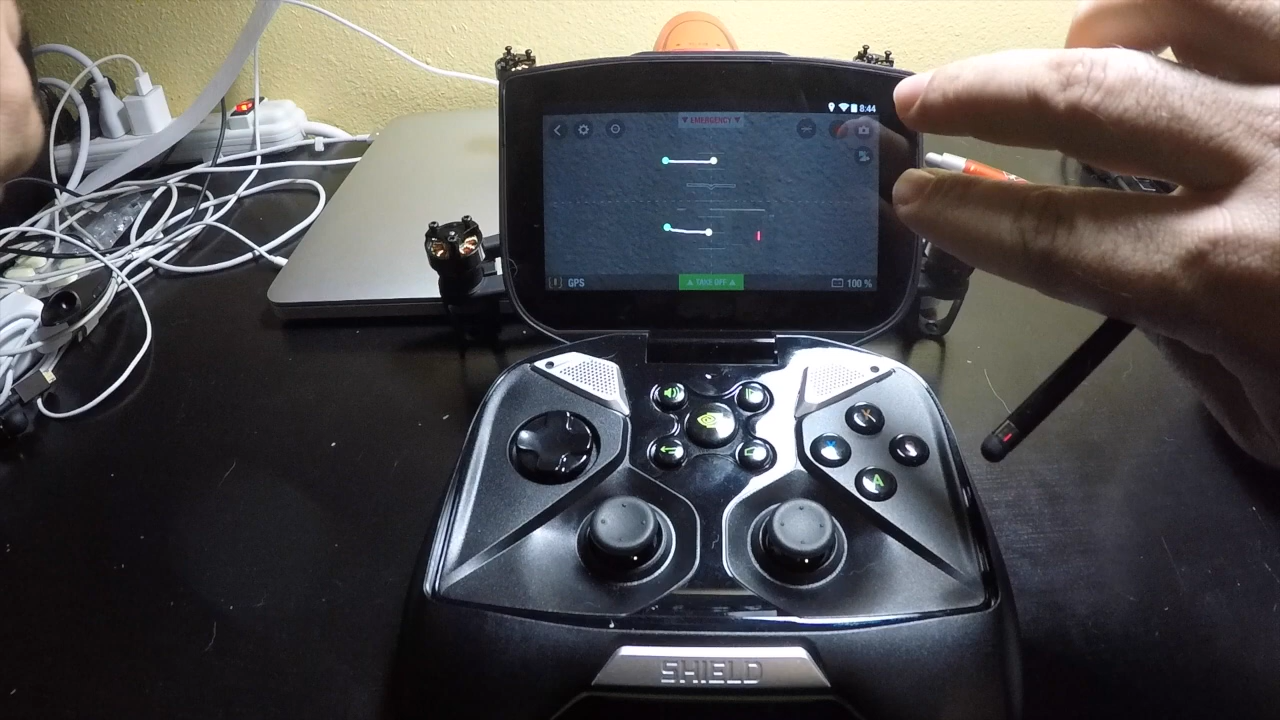 8:44
▼ EMERGENCY ▼
GPS
▲ TAKE OFF ▲
100 %
Y
X
A
SHIELD